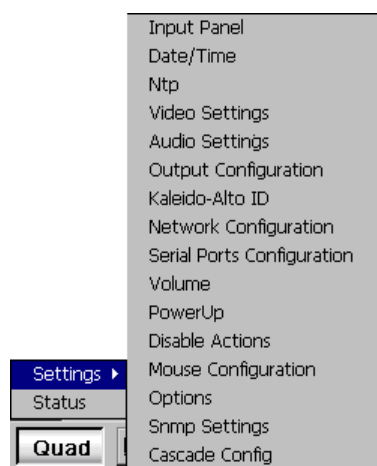 Input Panel
Date/Time
Ntp
Video Settings
Audio Settings
Output Configuration
Kaleido-Alto ID
Network Configuration
Serial Ports Configuration
Volume
PowerUp
Disable Actions
Mouse Configuration
Options
Snmp Settings
Cascade Config
Settings
Status
Quad